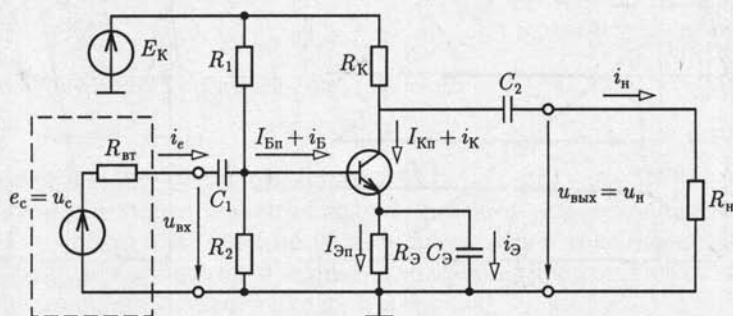 E_К
R_1
R_К
C_2
i_н
R_вт
i_e
I_Бп + i_Б
I_Кп + i_К
e_с = u_с
C_1
u_вх
u_вых = u_н
R_н
R_2
I_Эп
R_Э
C_Э
i_Э